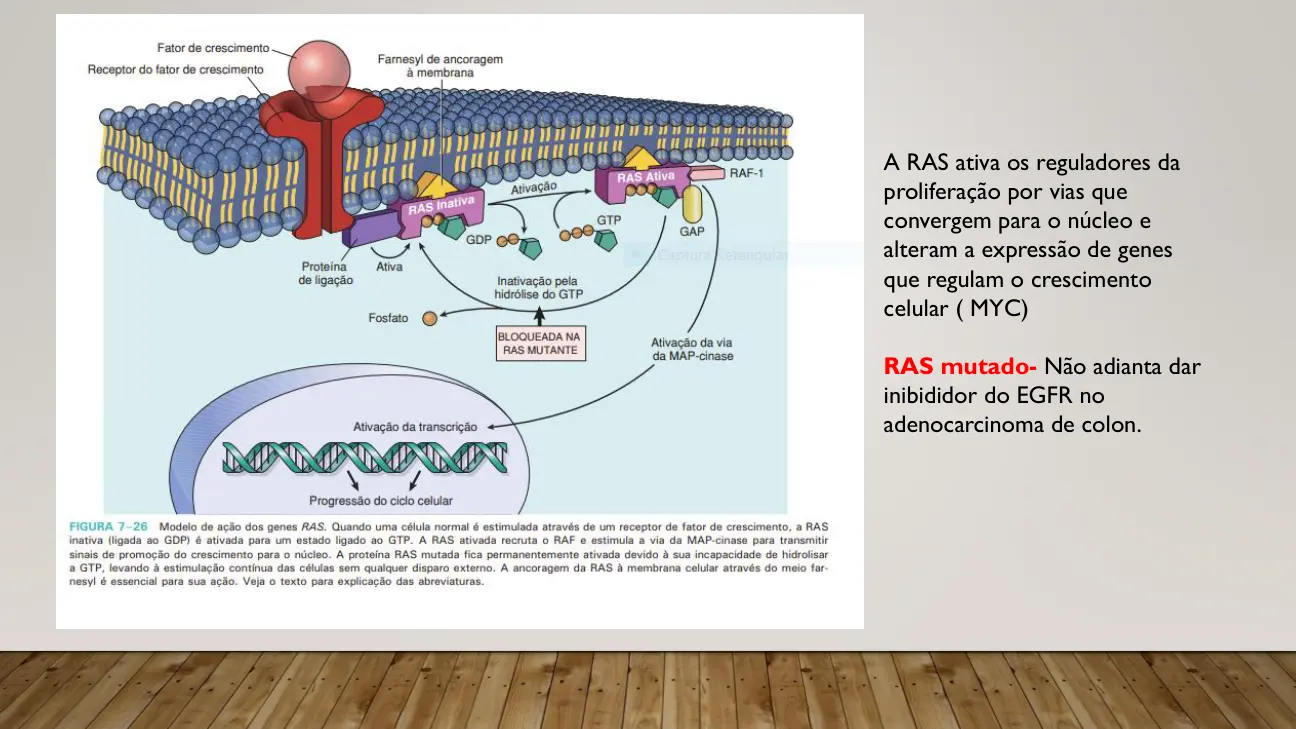 Fator de crescimento
Receptor do fator de crescimento
Farnesyl de ancoragem
à membrana
RAS Inativa
Ativação
RAS Ativa
RAF-1
GTP
GAP
GDP
Proteína
de ligação
Ativa
Inativação pela
hidrólise do GTP
Fosfato
BLOQUEADA NA
RAS MUTANTE
Ativação da via
da MAP-cinase
Captura Retangular
Ativação da transcrição
Progressão do ciclo celular
FIGURA 7–26 Modelo de ação dos genes RAS. Quando uma célula normal é estimulada através de um receptor de fator de crescimento, a RAS
inativa (ligada ao GDP) é ativada para um estado ligado ao GTP. A RAS ativada recruta o RAF e estimula a via da MAP-cinase para transmitir
sinais de promoção do crescimento para o núcleo. A proteína RAS mutada fica permanentemente ativada devido à sua incapacidade de hidrolisar
a GTP, levando à estimulação contínua das células sem qualquer disparo externo. A ancoragem da RAS à membrana celular através do meio far-
nesyl é essencial para sua ação. Veja o texto para explicação das abreviaturas.
A RAS ativa os reguladores da
proliferação por vias que
convergem para o núcleo e
alteram a expressão de genes
que regulam o crescimento
celular ( MYC)
RAS mutado- Não adianta dar
inibididor do EGFR no
adenocarcinoma de colon.